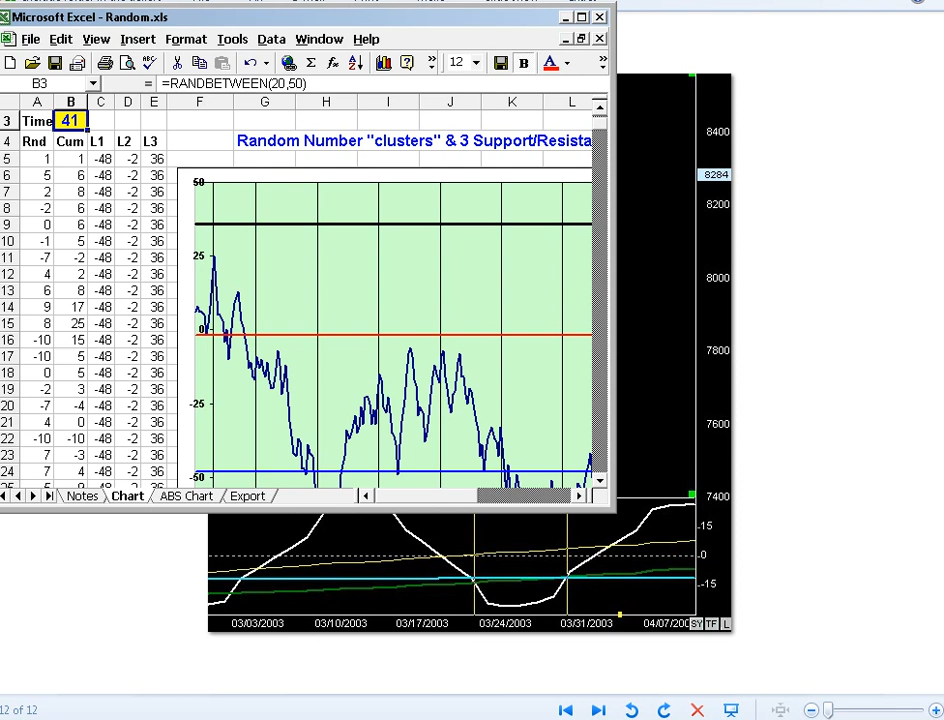 Microsoft Excel - Random.xls
File Edit View Insert Format Tools Data Window Help
12 B A
B3 = =RANDBETWEEN(20,50)
A B C D E F G H I J K L
3 Time 41
4 Rnd Cum L1 L2 L3 Random Number "clusters" & 3 Support/Resista
5 1 1 -48 -2 36
6 5 6 -48 -2 36
7 2 8 -48 -2 36
8 -2 6 -48 -2 36
9 0 6 -48 -2 36
10 -1 5 -48 -2 36
11 -7 -2 -48 -2 36
12 4 2 -48 -2 36
13 6 8 -48 -2 36
14 9 17 -48 -2 36
15 8 25 -48 -2 36
16 -10 15 -48 -2 36
17 -10 5 -48 -2 36
18 0 5 -48 -2 36
19 -2 3 -48 -2 36
20 -7 -4 -48 -2 36
21 4 0 -48 -2 36
22 -10 -10 -48 -2 36
23 7 -3 -48 -2 36
24 7 4 -48 -2 36
50
25
0
-25
-50
Notes Chart ABS Chart Export
8400
8284
8200
8000
7800
7600
7400
-15
-0
-15
03/03/2003 03/10/2003 03/17/2003 03/24/2003 03/31/2003 04/07/200 SY TF L
12 of 12